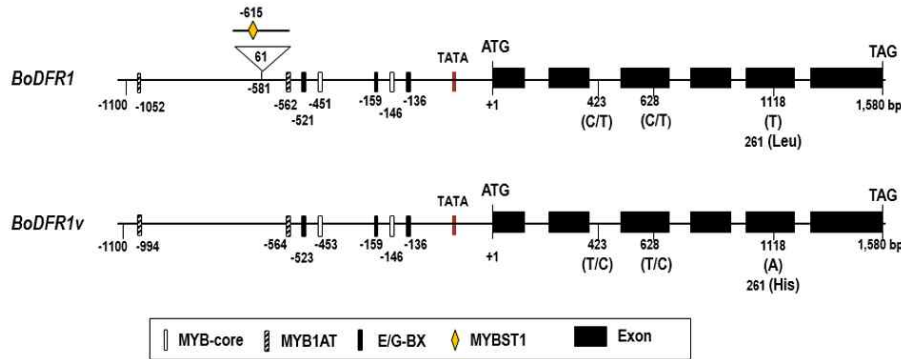 -615
61
TATA
ATG
TAG
BoDFR1
-1100
-1052
-581
-562
-521
-451
-159
-146
-136
+1
423
(C/T)
628
(C/T)
1118
(T)
261 (Leu)
1,580 bp
TATA
ATG
TAG
BoDFR1v
-1100
-994
-564
-523
-453
-159
-146
-136
+1
423
(T/C)
628
(T/C)
1118
(A)
261 (His)
1,580 bp
MYB-core
MYB1AT
E/G-BX
MYBST1
Exon